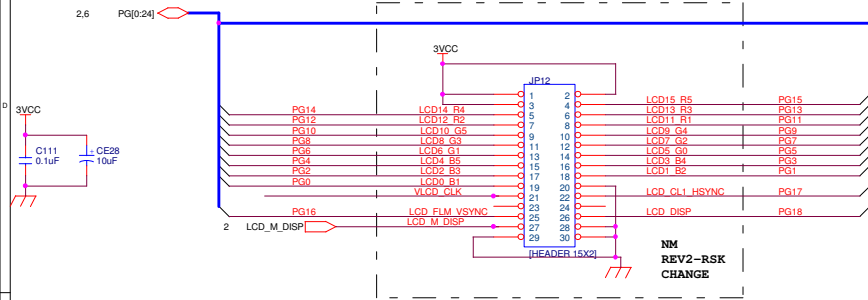 2,6 PG[0:24]
3VCC
JP12
1 2
3 4
5 6
7 8
9 10
11 12
13 14
15 16
17 18
19 20
21 22
23 24
25 26
27 28
29 30
[HEADER 15X2]
PG14 LCD14_R4
PG12 LCD12_R2
PG10 LCD10_G5
PG8 LCD8_G3
PG6 LCD6_G1
PG4 LCD4_B5
PG2 LCD2_B3
PG0 LCD0_B1
VLCD_CLK
PG16 LCD_FLM_VSYNC
2 LCD_M_DISP LCD_M_DISP
LCD15_R5 PG15
LCD13_R3 PG13
LCD11_R1 PG11
LCD9_G4 PG9
LCD7_G2 PG7
LCD5_G0 PG5
LCD3_B4 PG3
LCD1_B2 PG1
LCD_CL1_HSYNC PG17
LCD_DISP PG18
D
3VCC
C111
0.1uF
+ CE28
10uF
NM
REV2-RSK
CHANGE